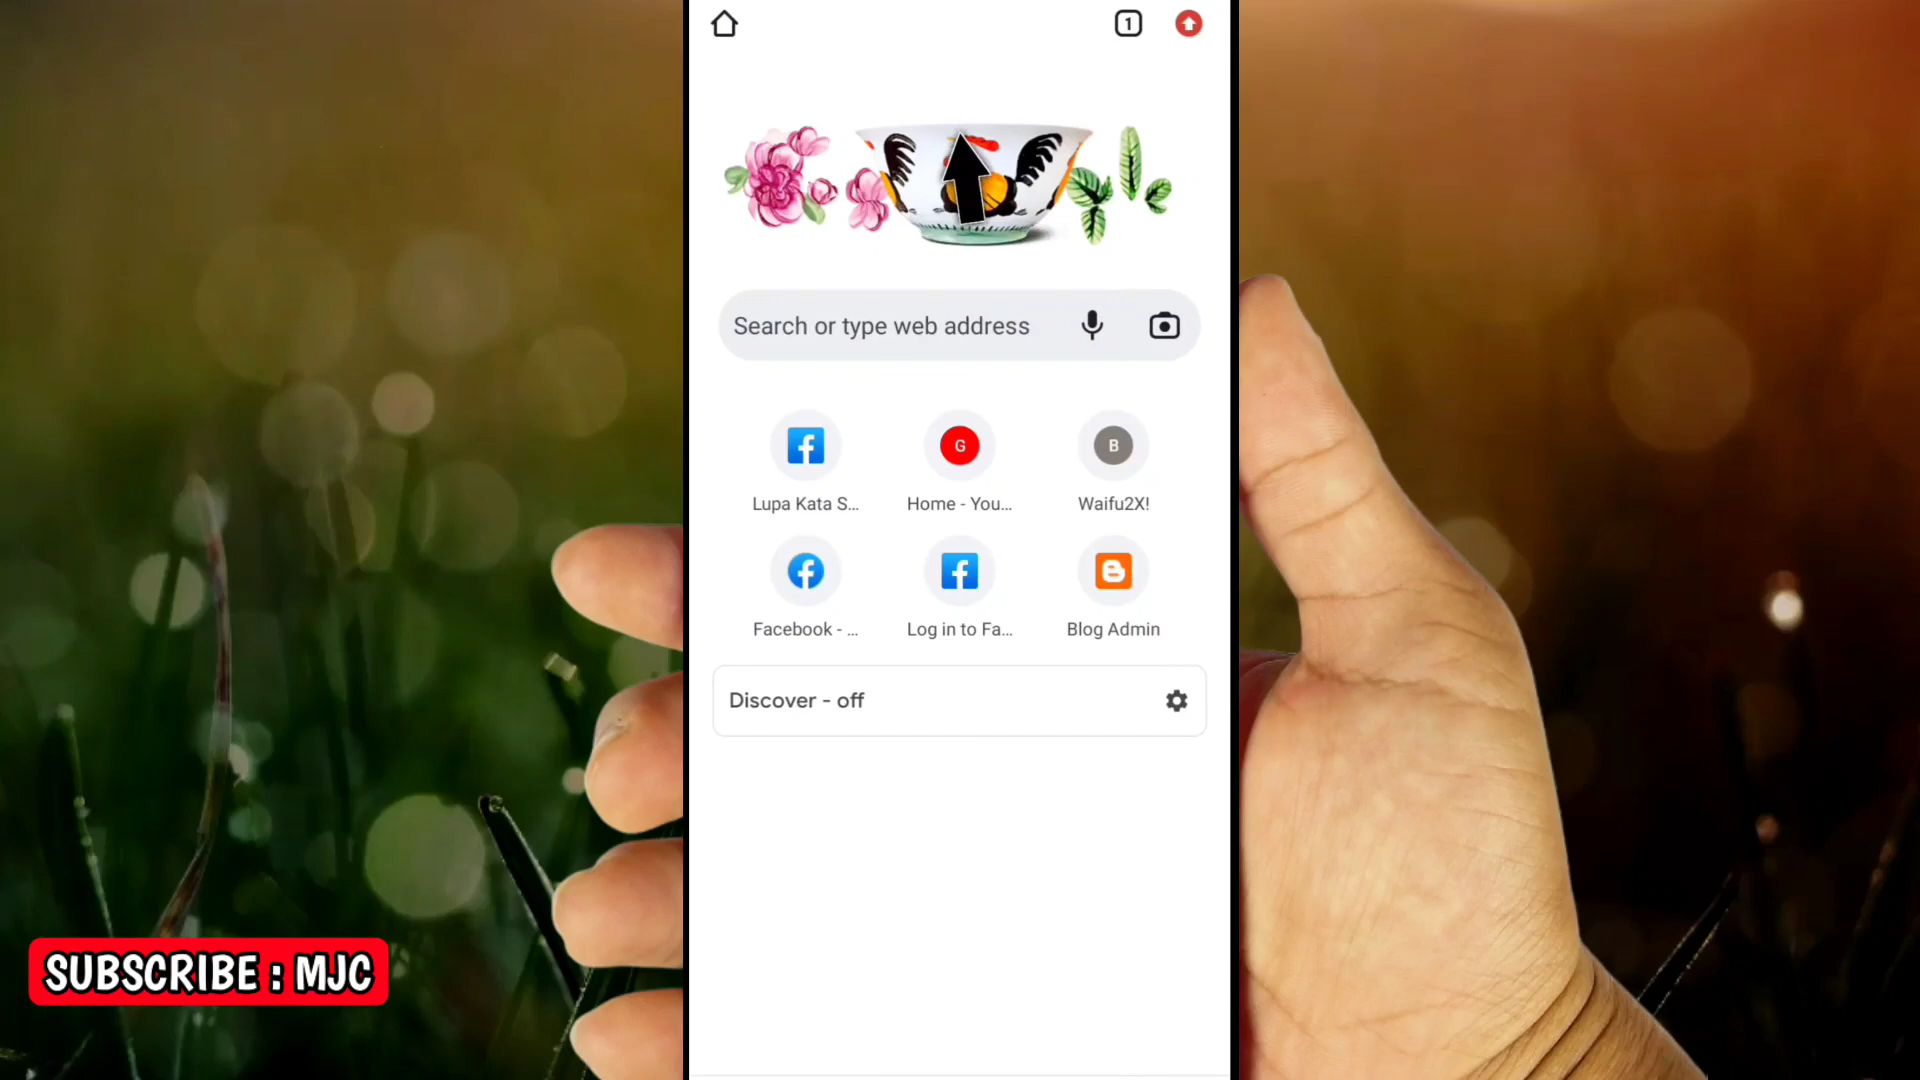 1
Search or type web address
G
B
Lupa Kata S...
Home - You...
Waifu2X!
Facebook - ...
Log in to Fa...
Blog Admin
Discover - off
SUBSCRIBE : MJC